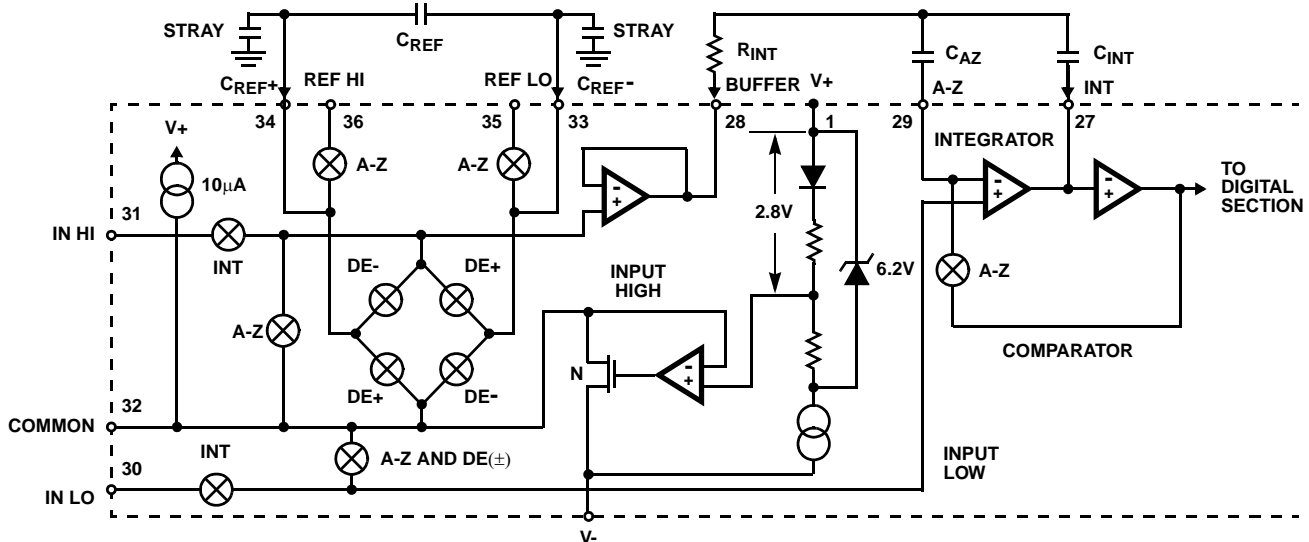 STRAY
C_REF
STRAY
R_INT
C_AZ
C_INT
C_REF+
REF HI
REF LO
C_REF-
BUFFER
V+
A-Z
INT
34
36
35
33
28
1
29
27
V+
10µA
A-Z
A-Z
2.8V
INTEGRATOR
-
+
-
+
TO
DIGITAL
SECTION
31
IN HI
INT
DE-
DE+
INPUT
HIGH
6.2V
A-Z
A-Z
N
-
+
COMPARATOR
DE+
DE-
32
COMMON
INT
A-Z AND DE(±)
INPUT
LOW
30
IN LO
V-